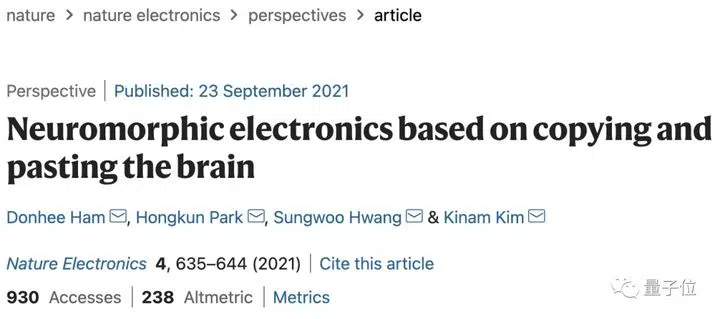 nature > nature electronics > perspectives > article
Perspective | Published: 23 September 2021
Neuromorphic electronics based on copying and
pasting the brain
Donhee Ham, Hongkun Park, Sungwoo Hwang & Kinam Kim
Nature Electronics 4, 635–644 (2021) | Cite this article
930 Accesses | 238 Altmetric | Metrics
量子位